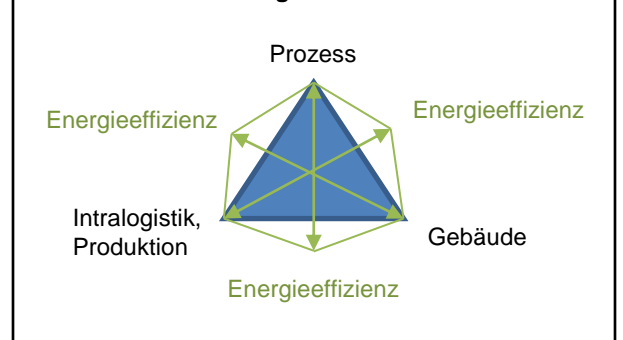 Prozess
Energieeffizienz
Energieeffizienz
Intralogistik,
Produktion
Gebäude
Energieeffizienz